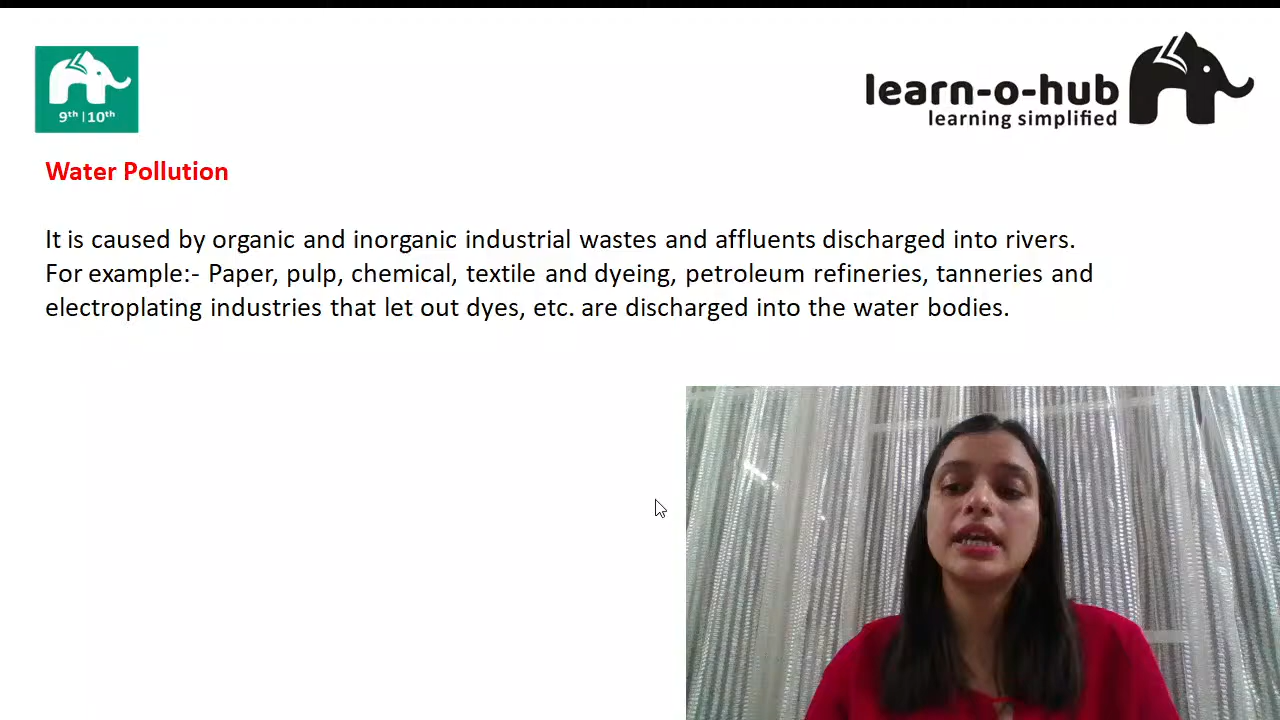 9th | 10th
learn-o-hub
learning simplified
Water Pollution
It is caused by organic and inorganic industrial wastes and affluents discharged into rivers.
For example:- Paper, pulp, chemical, textile and dyeing, petroleum refineries, tanneries and
electroplating industries that let out dyes, etc. are discharged into the water bodies.